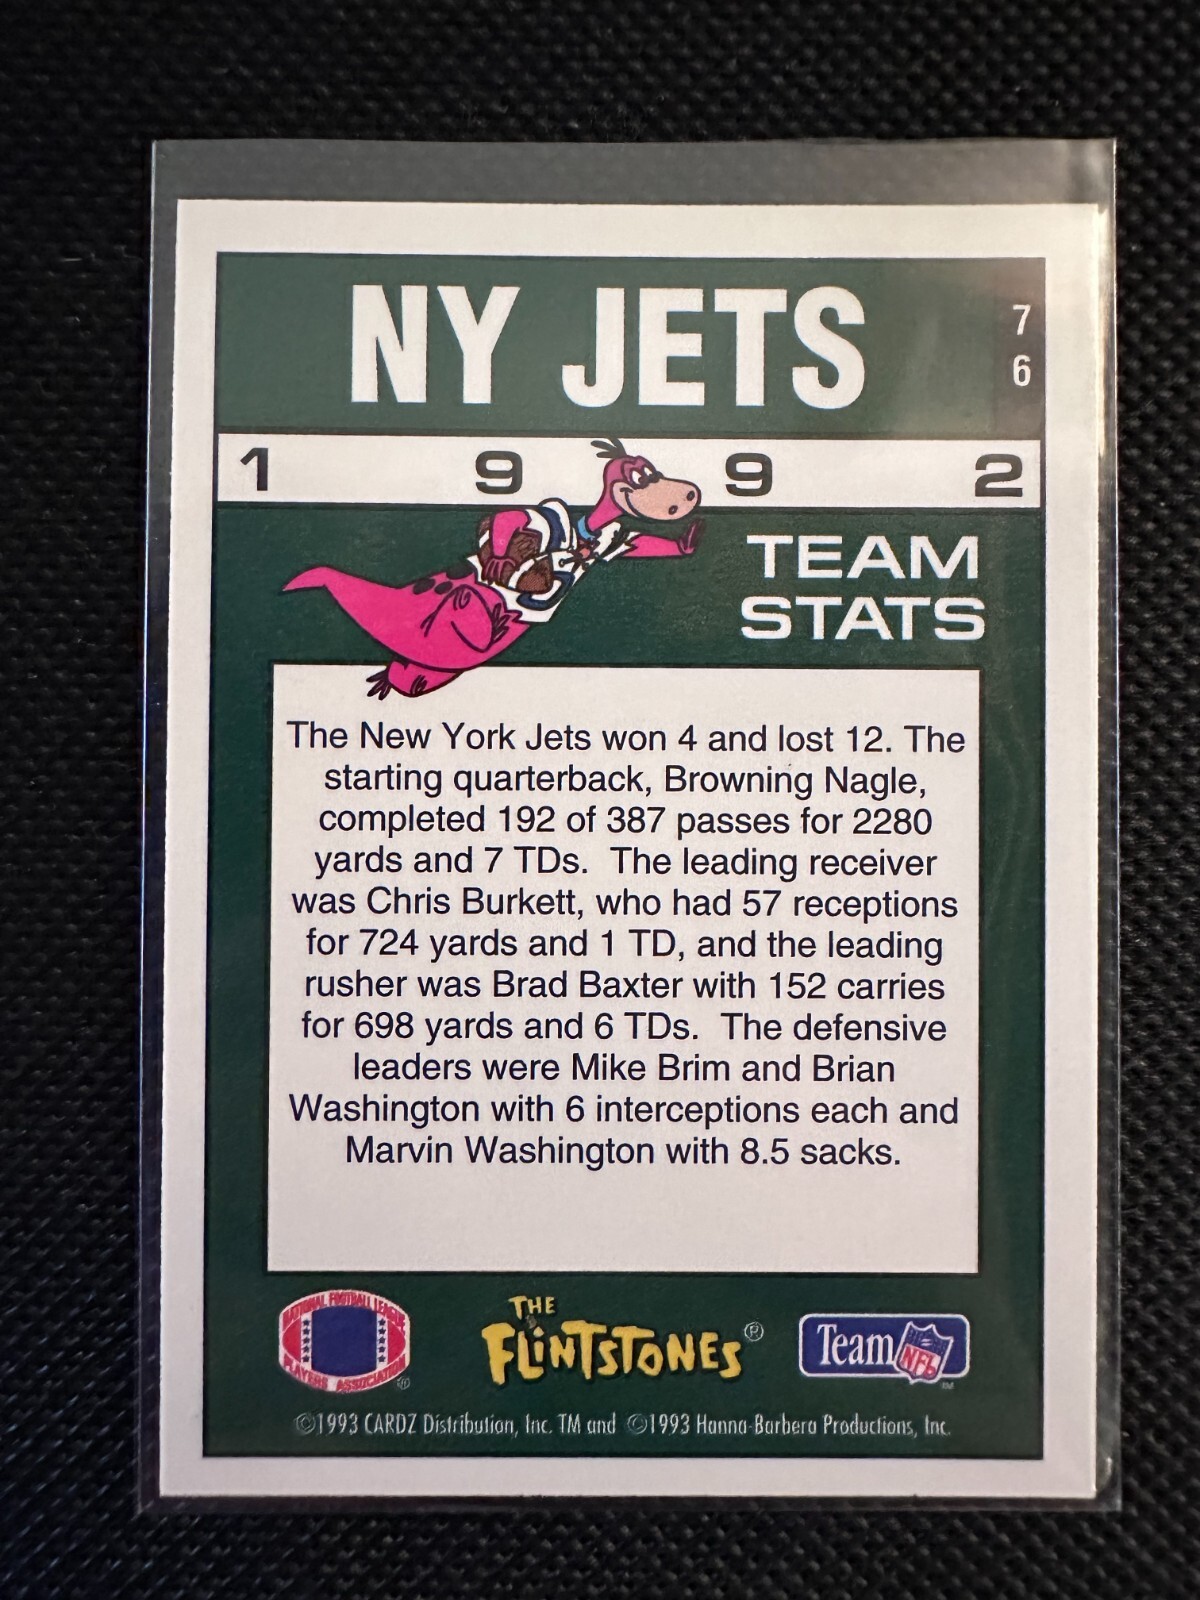 NY JETS
7
6
1 9 9 2
TEAM
STATS
The New York Jets won 4 and lost 12. The
starting quarterback, Browning Nagle,
completed 192 of 387 passes for 2280
yards and 7 TDs. The leading receiver
was Chris Burkett, who had 57 receptions
for 724 yards and 1 TD, and the leading
rusher was Brad Baxter with 152 carries
for 698 yards and 6 TDs. The defensive
leaders were Mike Brim and Brian
Washington with 6 interceptions each and
Marvin Washington with 8.5 sacks.
NATIONAL FOOTBALL LEAGUE
PLAYERS ASSOCIATION
®
THE
FLINTSTONES®
Team NFL
TM
©1993 CARDZ Distribution, Inc. TM and ©1993 Hanna-Barbera Productions, Inc.